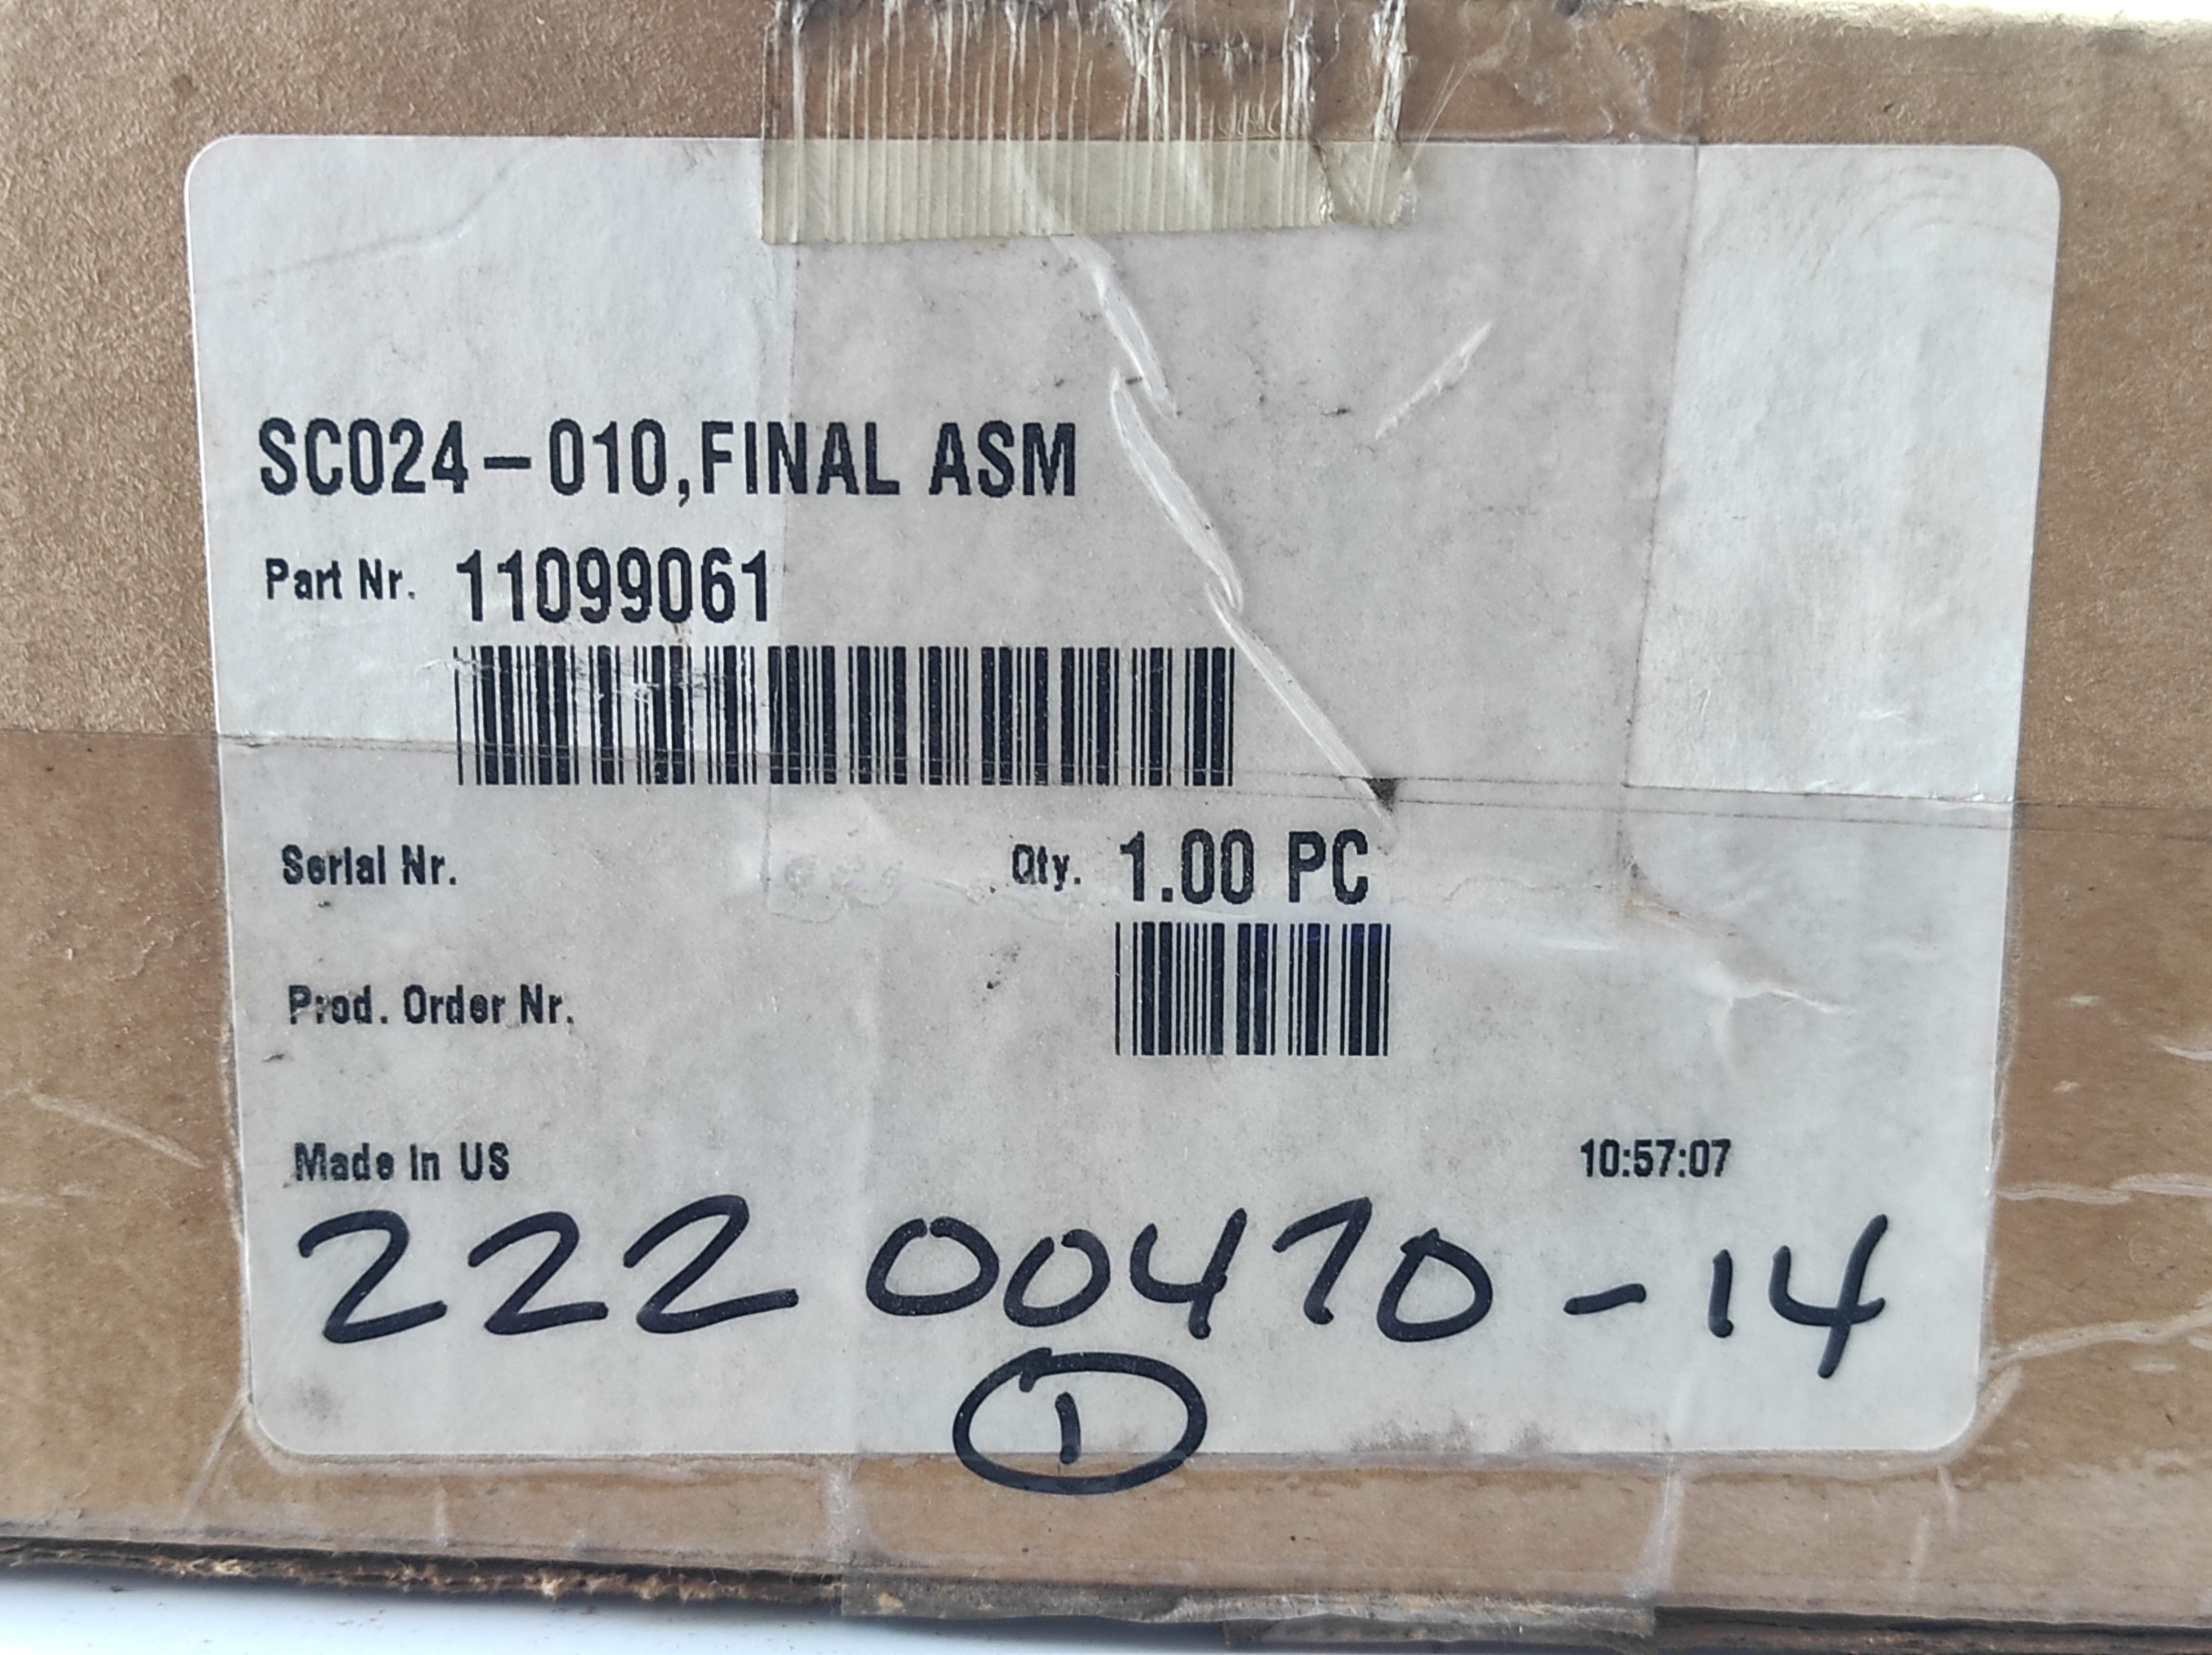 SC024-010,FINAL ASM
Part Nr. 11099061
Serial Nr. Qty. 1.00 PC
Prod. Order Nr.
Made in US 10:57:07
222 00470-14
1